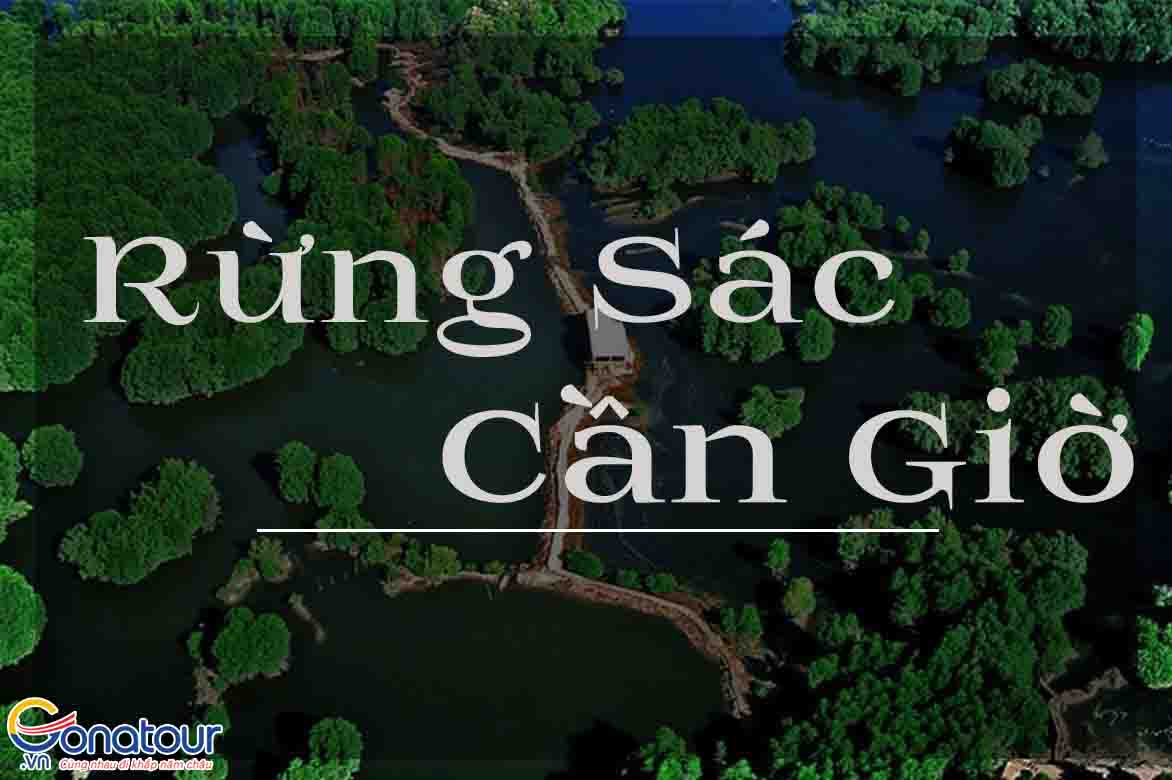 Rừng Sác
Cần Giờ
Gonatour
.vn
Cùng nhau đi khắp năm châu